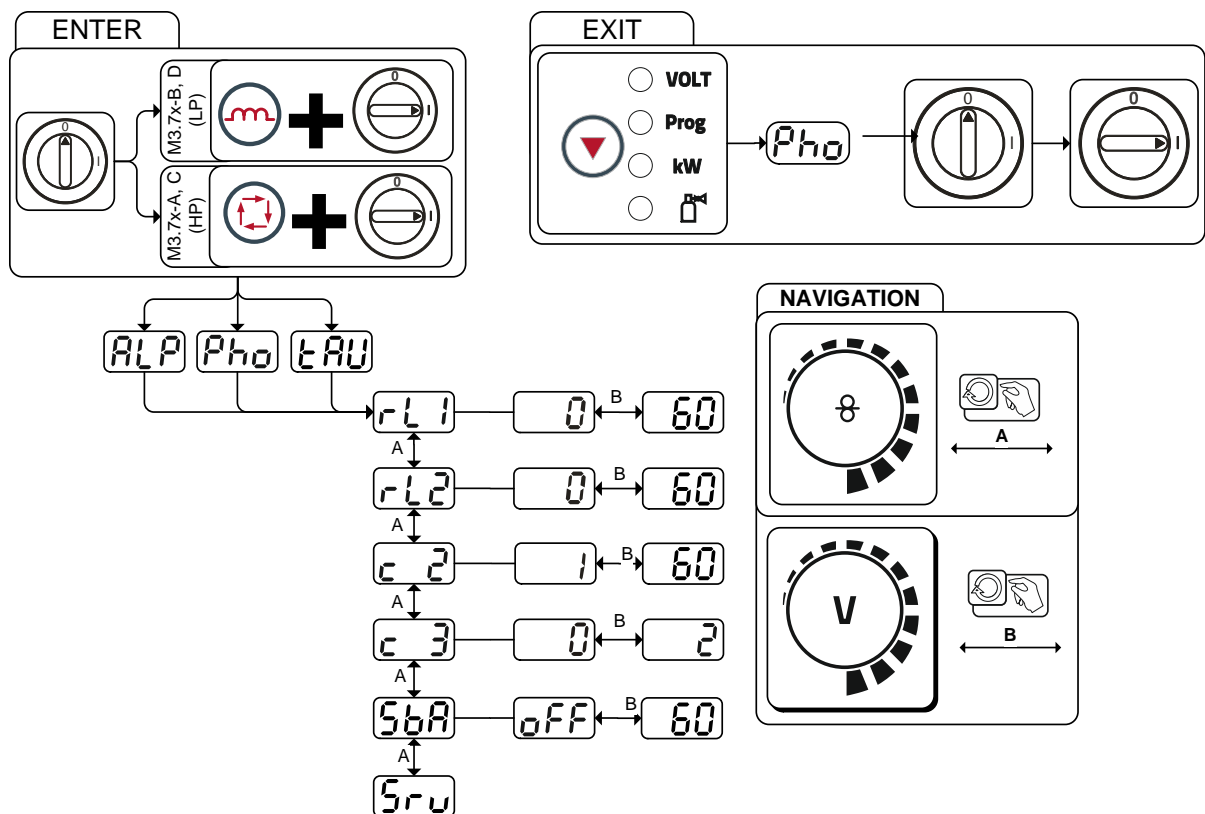 ENTER
M3.7x-B, D
(LP)
0
I
0
I
M3.7x-A, C
(HP)
0
I
EXIT
VOLT
Prog
kW
Pho
0
I
0
I
ALP Pho tAU
rL1 0 B 60
A
rL2 0 B 60
A
c 2 1 B 60
A
c 3 0 B 2
A
SbA oFF B 60
A
Srv
NAVIGATION
A
V
B